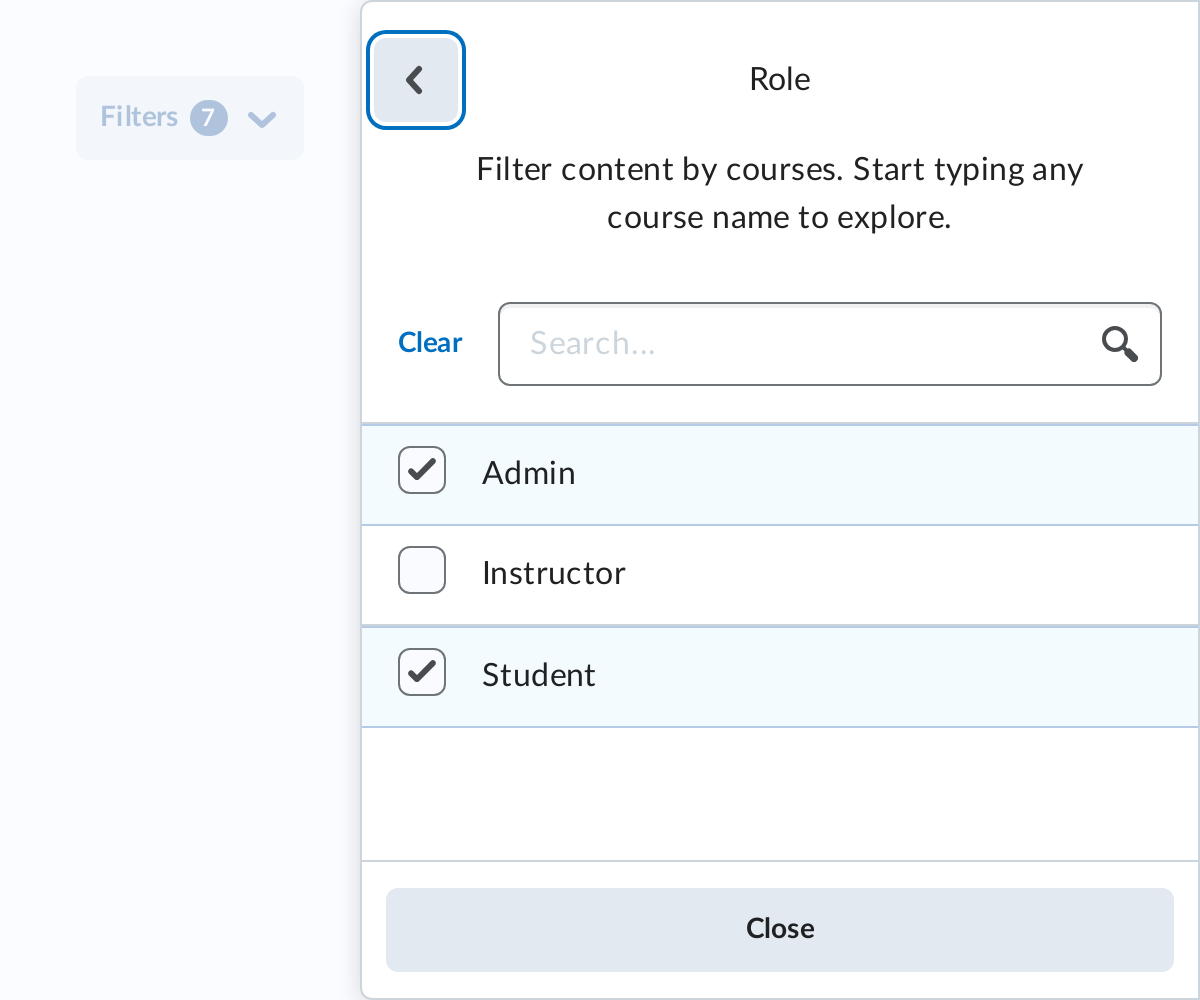 Filters 7
Role
Filter content by courses. Start typing any
course name to explore.
Clear
Search...
Admin
Instructor
Student
Close